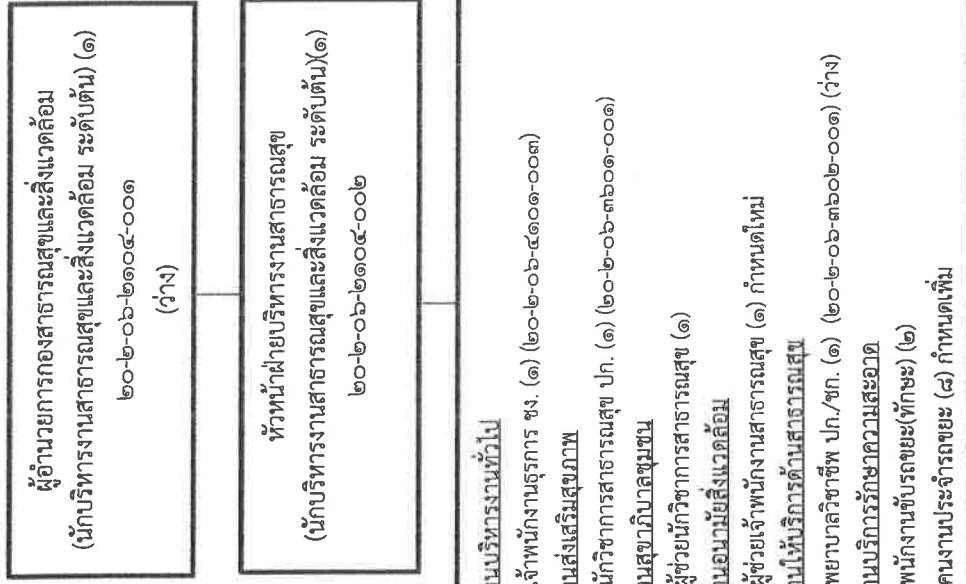 ผู้อำนวยการกองสาธารณสุขและสิ่งแวดล้อม
(นักบริหารงานสาธารณสุขและสิ่งแวดล้อม ระดับต้น) (๑)
๒๐-๒-๐๖-๒๑๐๔-๐๐๑
(ว่าง)
หัวหน้าฝ่ายบริหารงานสาธารณสุข
(นักบริหารงานสาธารณสุขและสิ่งแวดล้อม ระดับต้น)(๑)
๒๐-๒-๐๖-๒๑๐๔-๐๐๒
นบริหารงานทั่วไป
เจ้าพนักงานธุรการ ชง. (๑) (๒๐-๒-๐๖-๔๑๐๑-๐๐๓)
านส่งเสริมสุขภาพ
นักวิชาการสาธารณสุข ปก. (๑) (๒๐-๒-๐๖-๓๖๐๑-๐๐๑)
านสุขาภิบาลชุมชน
ผู้ช่วยนักวิชาการสาธารณสุข (๑)
านอนามัยสิ่งแวดล้อม
ผู้ช่วยเจ้าพนักงานสาธารณสุข (๑) กำหนดใหม่
านให้บริการด้านสาธารณสุข
พยาบาลวิชาชีพ ปก./ชก. (๑) (๒๐-๒-๐๖-๓๖๐๒-๐๐๑) (ว่าง)
านบริการรักษาความสะอาด
พนักงานขับรถขยะ(ทักษะ) (๒)
คนงานประจำรถขยะ (๘) กำหนดเพิ่ม